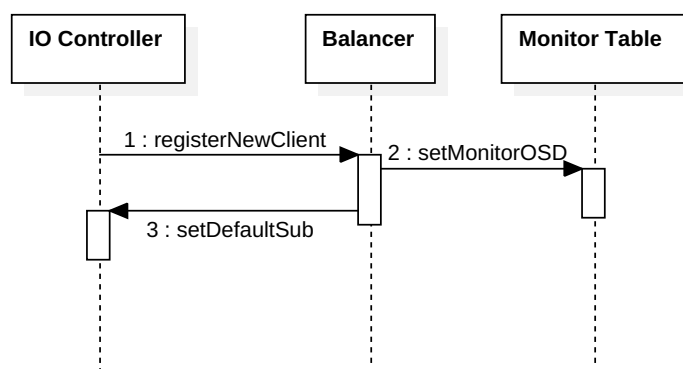 IO Controller
Balancer
Monitor Table
1 : registerNewClient
2 : setMonitorOSD
3 : setDefaultSub